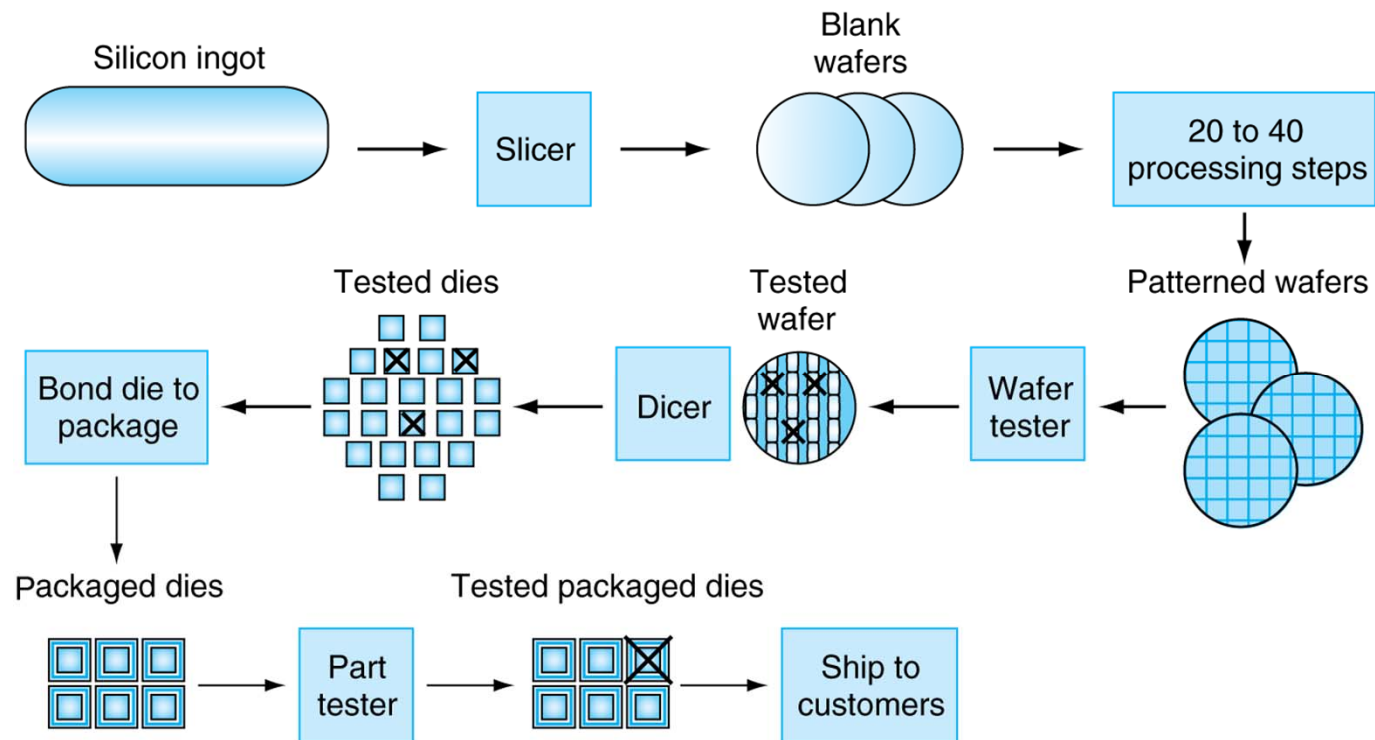 Silicon ingot
Slicer
Blank
wafers
20 to 40
processing steps
Patterned wafers
Wafer
tester
Tested
wafer
Dicer
Tested dies
Bond die to
package
Packaged dies
Part
tester
Tested packaged dies
Ship to
customers